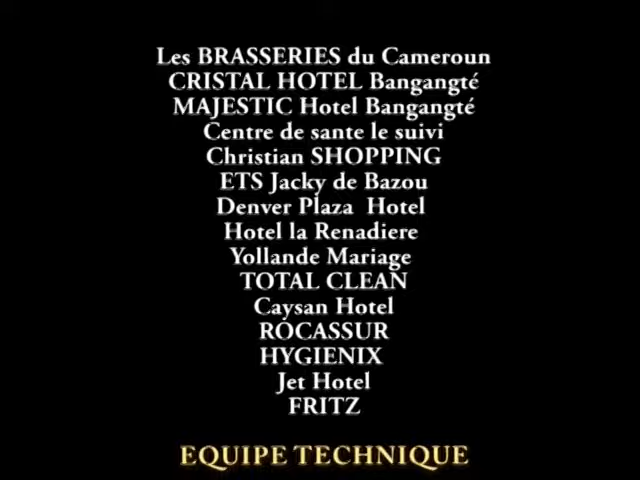 Les BRASSERIES du Cameroun
CRISTAL HOTEL Bangangté
MAJESTIC Hotel Bangangté
Centre de sante le suivi
Christian SHOPPING
ETS Jacky de Bazou
Denver Plaza Hotel
Hotel la Renadiere
Yollande Mariage
TOTAL CLEAN
Caysan Hotel
ROCASSUR
HYGIENIX
Jet Hotel
FRITZ
EQUIPE TECHNIQUE